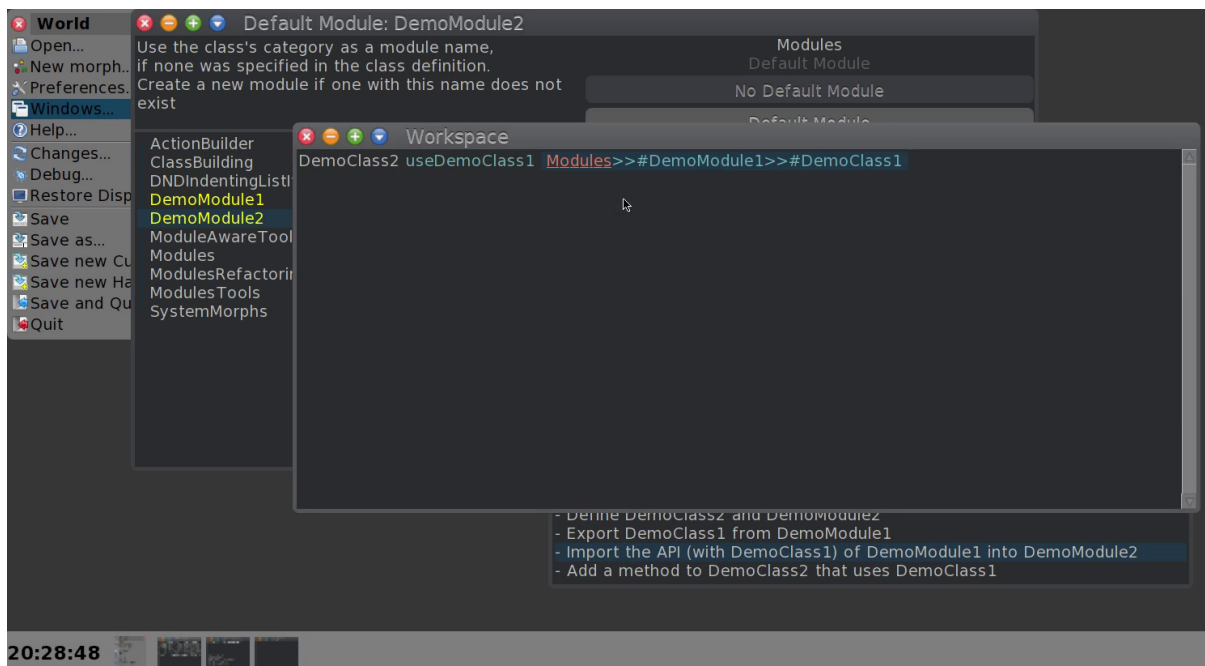 World
Open...
New morph..
Preferences.
Windows...
Help...
Changes...
Debug...
Restore Disp
Save
Save as...
Save new Cu
Save new Ha
Save and Qu
Quit
Default Module: DemoModule2
Use the class's category as a module name,
if none was specified in the class definition.
Create a new module if one with this name does not
exist
Modules
Default Module
No Default Module
Default Module
ActionBuilder
ClassBuilding
DNDIndentingListI
DemoModule1
DemoModule2
ModuleAwareTool
Modules
ModulesRefactorin
ModulesTools
SystemMorphs
Workspace
DemoClass2 useDemoClass1 Modules>>#DemoModule1>>#DemoClass1
- Define DemoClass2 and DemoModule2
- Export DemoClass1 from DemoModule1
- Import the API (with DemoClass1) of DemoModule1 into DemoModule2
- Add a method to DemoClass2 that uses DemoClass1
20:28:48